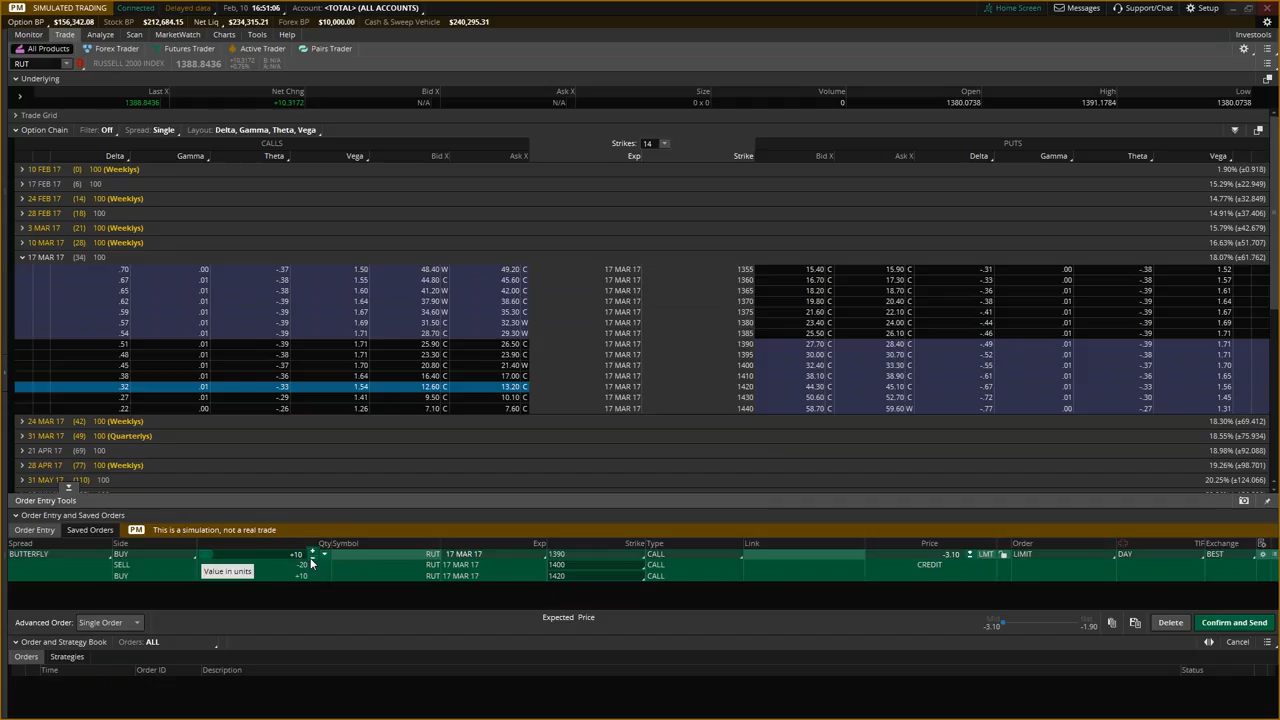 PM SIMULATED TRADING Connected Delayed data Feb, 10 16:51:06 Account: <TOTAL> (ALL ACCOUNTS) Home Screen Messages Support/Chat Setup
Option BP $156,342.08 Stock BP $212,684.15 Net Liq $234,315.21 Forex BP $10,000.00 Cash & Sweep Vehicle $240,295.31
Monitor Trade Analyze Scan MarketWatch Charts Tools Help Investools
All Products Forex Trader Futures Trader Active Trader Pairs Trader
RUT RUSSELL 2000 INDEX 1388.8436 +10.3172 +0.75% B: N/A A: N/A
Underlying
Last X Net Chng Bid X Ask X Size Volume Open High Low
1388.8436 +10.3172 N/A N/A 0 x 0 0 1380.0738 1391.1784 1380.0738
Trade Grid
Option Chain Filter: Off Spread: Single Layout: Delta, Gamma, Theta, Vega
CALLS Strikes: 14 PUTS
Delta Gamma Theta Vega Bid X Ask X Exp Strike Bid X Ask X Delta Gamma Theta Vega
10 FEB 17 (0) 100 (Weeklys) 1.90% (±0.918)
17 FEB 17 (6) 100 15.29% (±22.949)
24 FEB 17 (14) 100 (Weeklys) 14.77% (±32.849)
28 FEB 17 (18) 100 14.91% (±37.406)
3 MAR 17 (21) 100 (Weeklys) 15.79% (±42.679)
10 MAR 17 (28) 100 (Weeklys) 16.63% (±51.707)
17 MAR 17 (34) 100 18.07% (±61.762)
.70 .00 -.37 1.50 48.40 W 49.20 C 17 MAR 17 1355 15.40 C 15.90 C -.31 .00 -.38 1.52
.67 .01 -.38 1.55 44.80 C 45.60 C 17 MAR 17 1360 16.70 C 17.30 C -.33 .00 -.38 1.56
.65 .01 -.38 1.60 41.20 W 42.00 C 17 MAR 17 1365 18.20 C 18.70 C -.36 .01 -.39 1.61
.62 .01 -.39 1.64 37.90 W 38.60 C 17 MAR 17 1370 19.80 C 20.40 C -.38 .01 -.39 1.64
.59 .01 -.39 1.67 34.60 W 35.30 C 17 MAR 17 1375 21.60 C 22.10 C -.41 .01 -.39 1.67
.57 .01 -.39 1.69 31.50 C 32.30 W 17 MAR 17 1380 23.40 C 24.00 C -.44 .01 -.39 1.69
.54 .01 -.39 1.71 28.70 C 29.30 W 17 MAR 17 1385 25.50 C 26.10 C -.46 .01 -.39 1.71
.51 .01 -.39 1.71 25.90 C 26.50 C 17 MAR 17 1390 27.70 C 28.40 C -.49 .01 -.39 1.71
.48 .01 -.38 1.71 23.30 C 23.90 C 17 MAR 17 1395 30.00 C 30.70 C -.52 .01 -.38 1.71
.45 .01 -.38 1.70 20.80 C 21.40 W 17 MAR 17 1400 32.40 C 33.30 C -.55 .01 -.37 1.70
.38 .01 -.36 1.64 16.40 C 17.00 C 17 MAR 17 1410 38.10 C 38.90 C -.61 .01 -.35 1.65
.32 .01 -.33 1.54 12.60 C 13.20 C 17 MAR 17 1420 44.30 C 45.10 C -.67 .01 -.33 1.56
.27 .01 -.29 1.41 9.50 C 10.10 C 17 MAR 17 1430 50.60 C 52.70 C -.72 .01 -.30 1.45
.22 .00 -.26 1.26 7.10 C 7.60 C 17 MAR 17 1440 58.70 C 59.60 W -.77 .01 -.27 1.31
24 MAR 17 (42) 100 (Weeklys) 18.30% (±69.412)
31 MAR 17 (49) 100 (Quarterlys) 18.55% (±75.934)
21 APR 17 (69) 100 18.98% (±92.088)
28 APR 17 (77) 100 (Weeklys) 19.26% (±98.701)
31 MAY 17 (110) 100 20.25% (±124.066)
Order Entry Tools
Order Entry and Saved Orders
Order Entry Saved Orders PM This is a simulation, not a real trade
Spread Side Qty Symbol Exp Strike Type Link Price Order TIF Exchange
BUTTERFLY BUY +10 RUT 17 MAR 17 1390 CALL -3.10 LMT LIMIT DAY BEST
SELL -20 RUT 17 MAR 17 1400 CALL CREDIT
BUY +10 RUT 17 MAR 17 1420 CALL
Value in units
Advanced Order: Single Order Expected Price -3.10 -1.90 Delete Confirm and Send
Order and Strategy Book Orders: ALL Cancel
Orders Strategies
Time Order ID Description Status